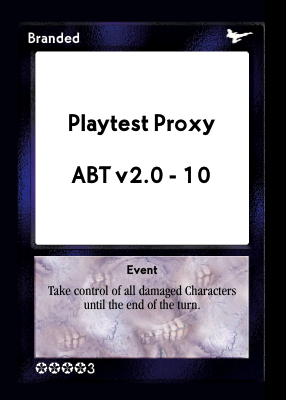 Branded
Playtest Proxy
ABT v2.0 - 10
Event
Take control of all damaged Characters
until the end of the turn.
3